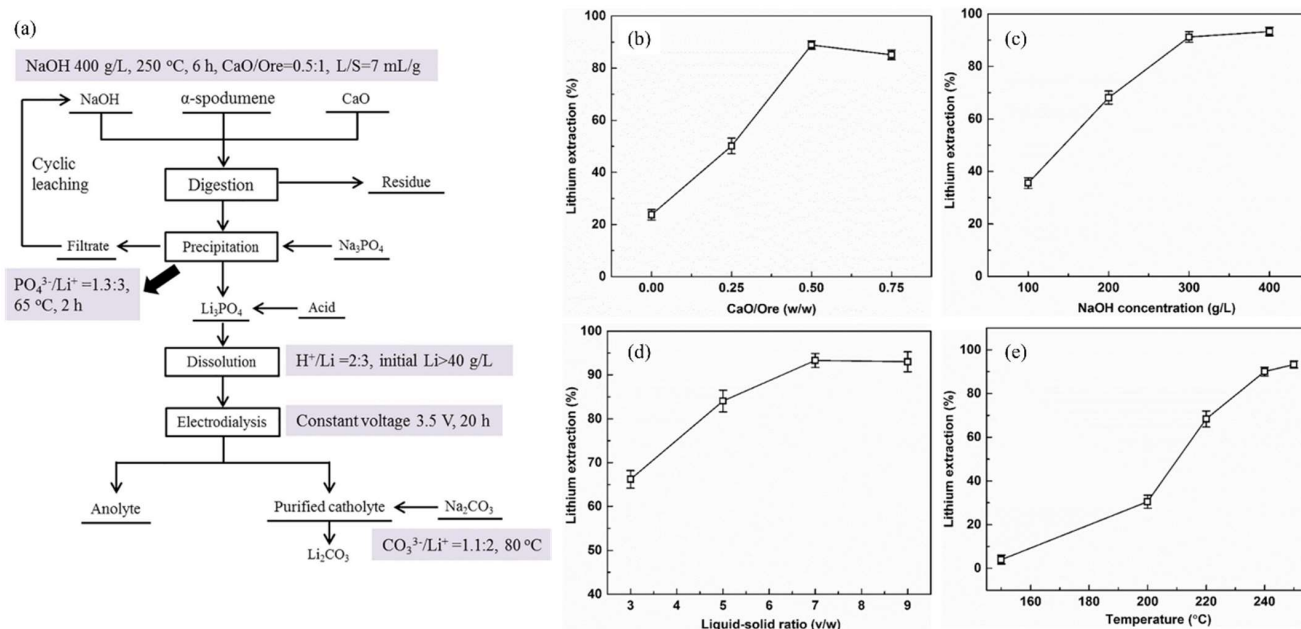 (a)
NaOH 400 g/L, 250 °C, 6 h, CaO/Ore=0.5:1, L/S=7 mL/g
NaOH
α-spodumene
CaO
Cyclic
leaching
Digestion
Residue
Filtrate
Precipitation
Na₃PO₄
PO₄³⁻/Li⁺ =1.3:3,
65 °C, 2 h
Li₃PO₄
Acid
Dissolution
H⁺/Li =2:3, initial Li>40 g/L
Electrodialysis
Constant voltage 3.5 V, 20 h
Anolyte
Purified catholyte
Na₂CO₃
Li₂CO₃
CO₃³⁻/Li⁺ =1.1:2, 80 °C
(b)
Lithium extraction (%)
100
80
60
40
20
0
0.00 0.25 0.50 0.75
CaO/Ore (w/w)
(c)
Lithium extraction (%)
100
80
60
40
20
0
100 200 300 400
NaOH concentration (g/L)
(d)
Lithium extraction (%)
100
90
80
70
60
50
40
3 4 5 6 7 8 9
Liquid-solid ratio (v/w)
(e)
Lithium extraction (%)
100
80
60
40
20
0
160 180 200 220 240
Temperature (°C)